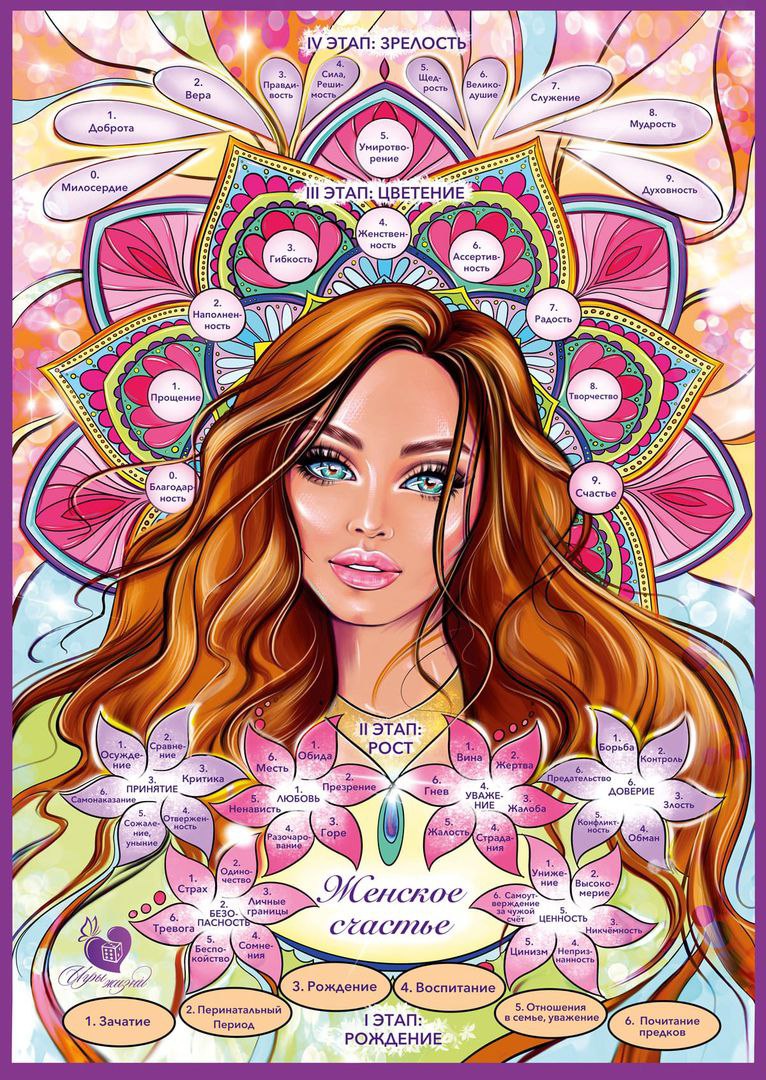 IV ЭТАП: ЗРЕЛОСТЬ
0.
Милосердие
1.
Доброта
2.
Вера
3.
Правди-
вость
4.
Сила,
Реши-
мость
5.
Щед-
рость
6.
Велико-
душие
7.
Служение
8.
Мудрость
9.
Духовность
III ЭТАП: ЦВЕТЕНИЕ
0.
Благодар-
ность
1.
Прощение
2.
Наполнен-
ность
3.
Гибкость
4.
Женствен-
ность
5.
Умиротво-
рение
6.
Ассертив-
ность
7.
Радость
8.
Творчество
9.
Счастье
II ЭТАП:
РОСТ
1.
Осужде-
ние
2.
Сравне-
ние
3.
Критика
4.
Отвержен-
ность
5.
Сожале-
ние,
уныние
6.
Самонаказание
3.
ПРИНЯТИЕ
1.
Обида
2.
Презрение
3.
Горе
4.
Разочаро-
вание
5.
Ненависть
6.
Месть
1.
ЛЮБОВЬ
1.
Вина
2.
Жертва
3.
Жалоба
4.
Страда-
ния
5.
Жалость
6.
Гнев
4.
УВАЖЕ-
НИЕ
1.
Борьба
2.
Контроль
3.
Злость
4.
Обман
5.
Конфликт-
ность
6.
Предательство
6.
ДОВЕРИЕ
1.
Страх
2.
Одино-
чество
3.
Личные
границы
4.
Сомне-
ния
5.
Беспо-
койство
6.
Тревога
2.
БЕЗО-
ПАСНОСТЬ
Женское
счастье
1.
Униже-
ние
2.
Высоко-
мерие
3.
Никчёмность
4.
Неприз-
нанность
5.
Цинизм
6.
Самоут-
верждение
за чужой
счёт
5.
ЦЕННОСТЬ
Игры
жизни
1. Зачатие
2. Перинатальный
Период
3. Рождение
4. Воспитание
5. Отношения
в семье, уважение
6. Почитание
предков
I ЭТАП:
РОЖДЕНИЕ